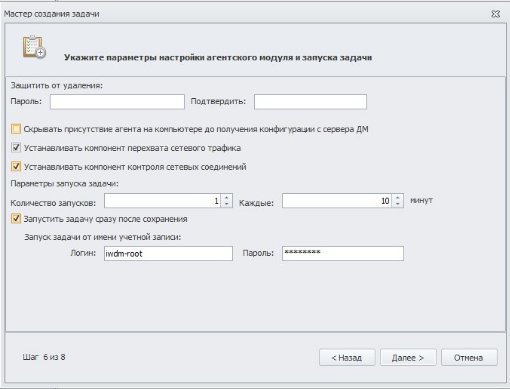 Мастер создания задачи
Укажите параметры настройки агентского модуля и запуска задачи
Защитить от удаления:
Пароль: Подтвердить:
Скрывать присутствие агента на компьютере до получения конфигурации с сервера ДМ
Устанавливать компонент перехвата сетевого трафика
Устанавливать компонент контроля сетевых соединений
Параметры запуска задачи:
Количество запусков: 1 Каждые: 10 минут
Запустить задачу сразу после сохранения
Запуск задачи от имени учетной записи:
Логин: iwdm-root Пароль: ********
Шаг 6 из 8 < Назад Далее > Отмена